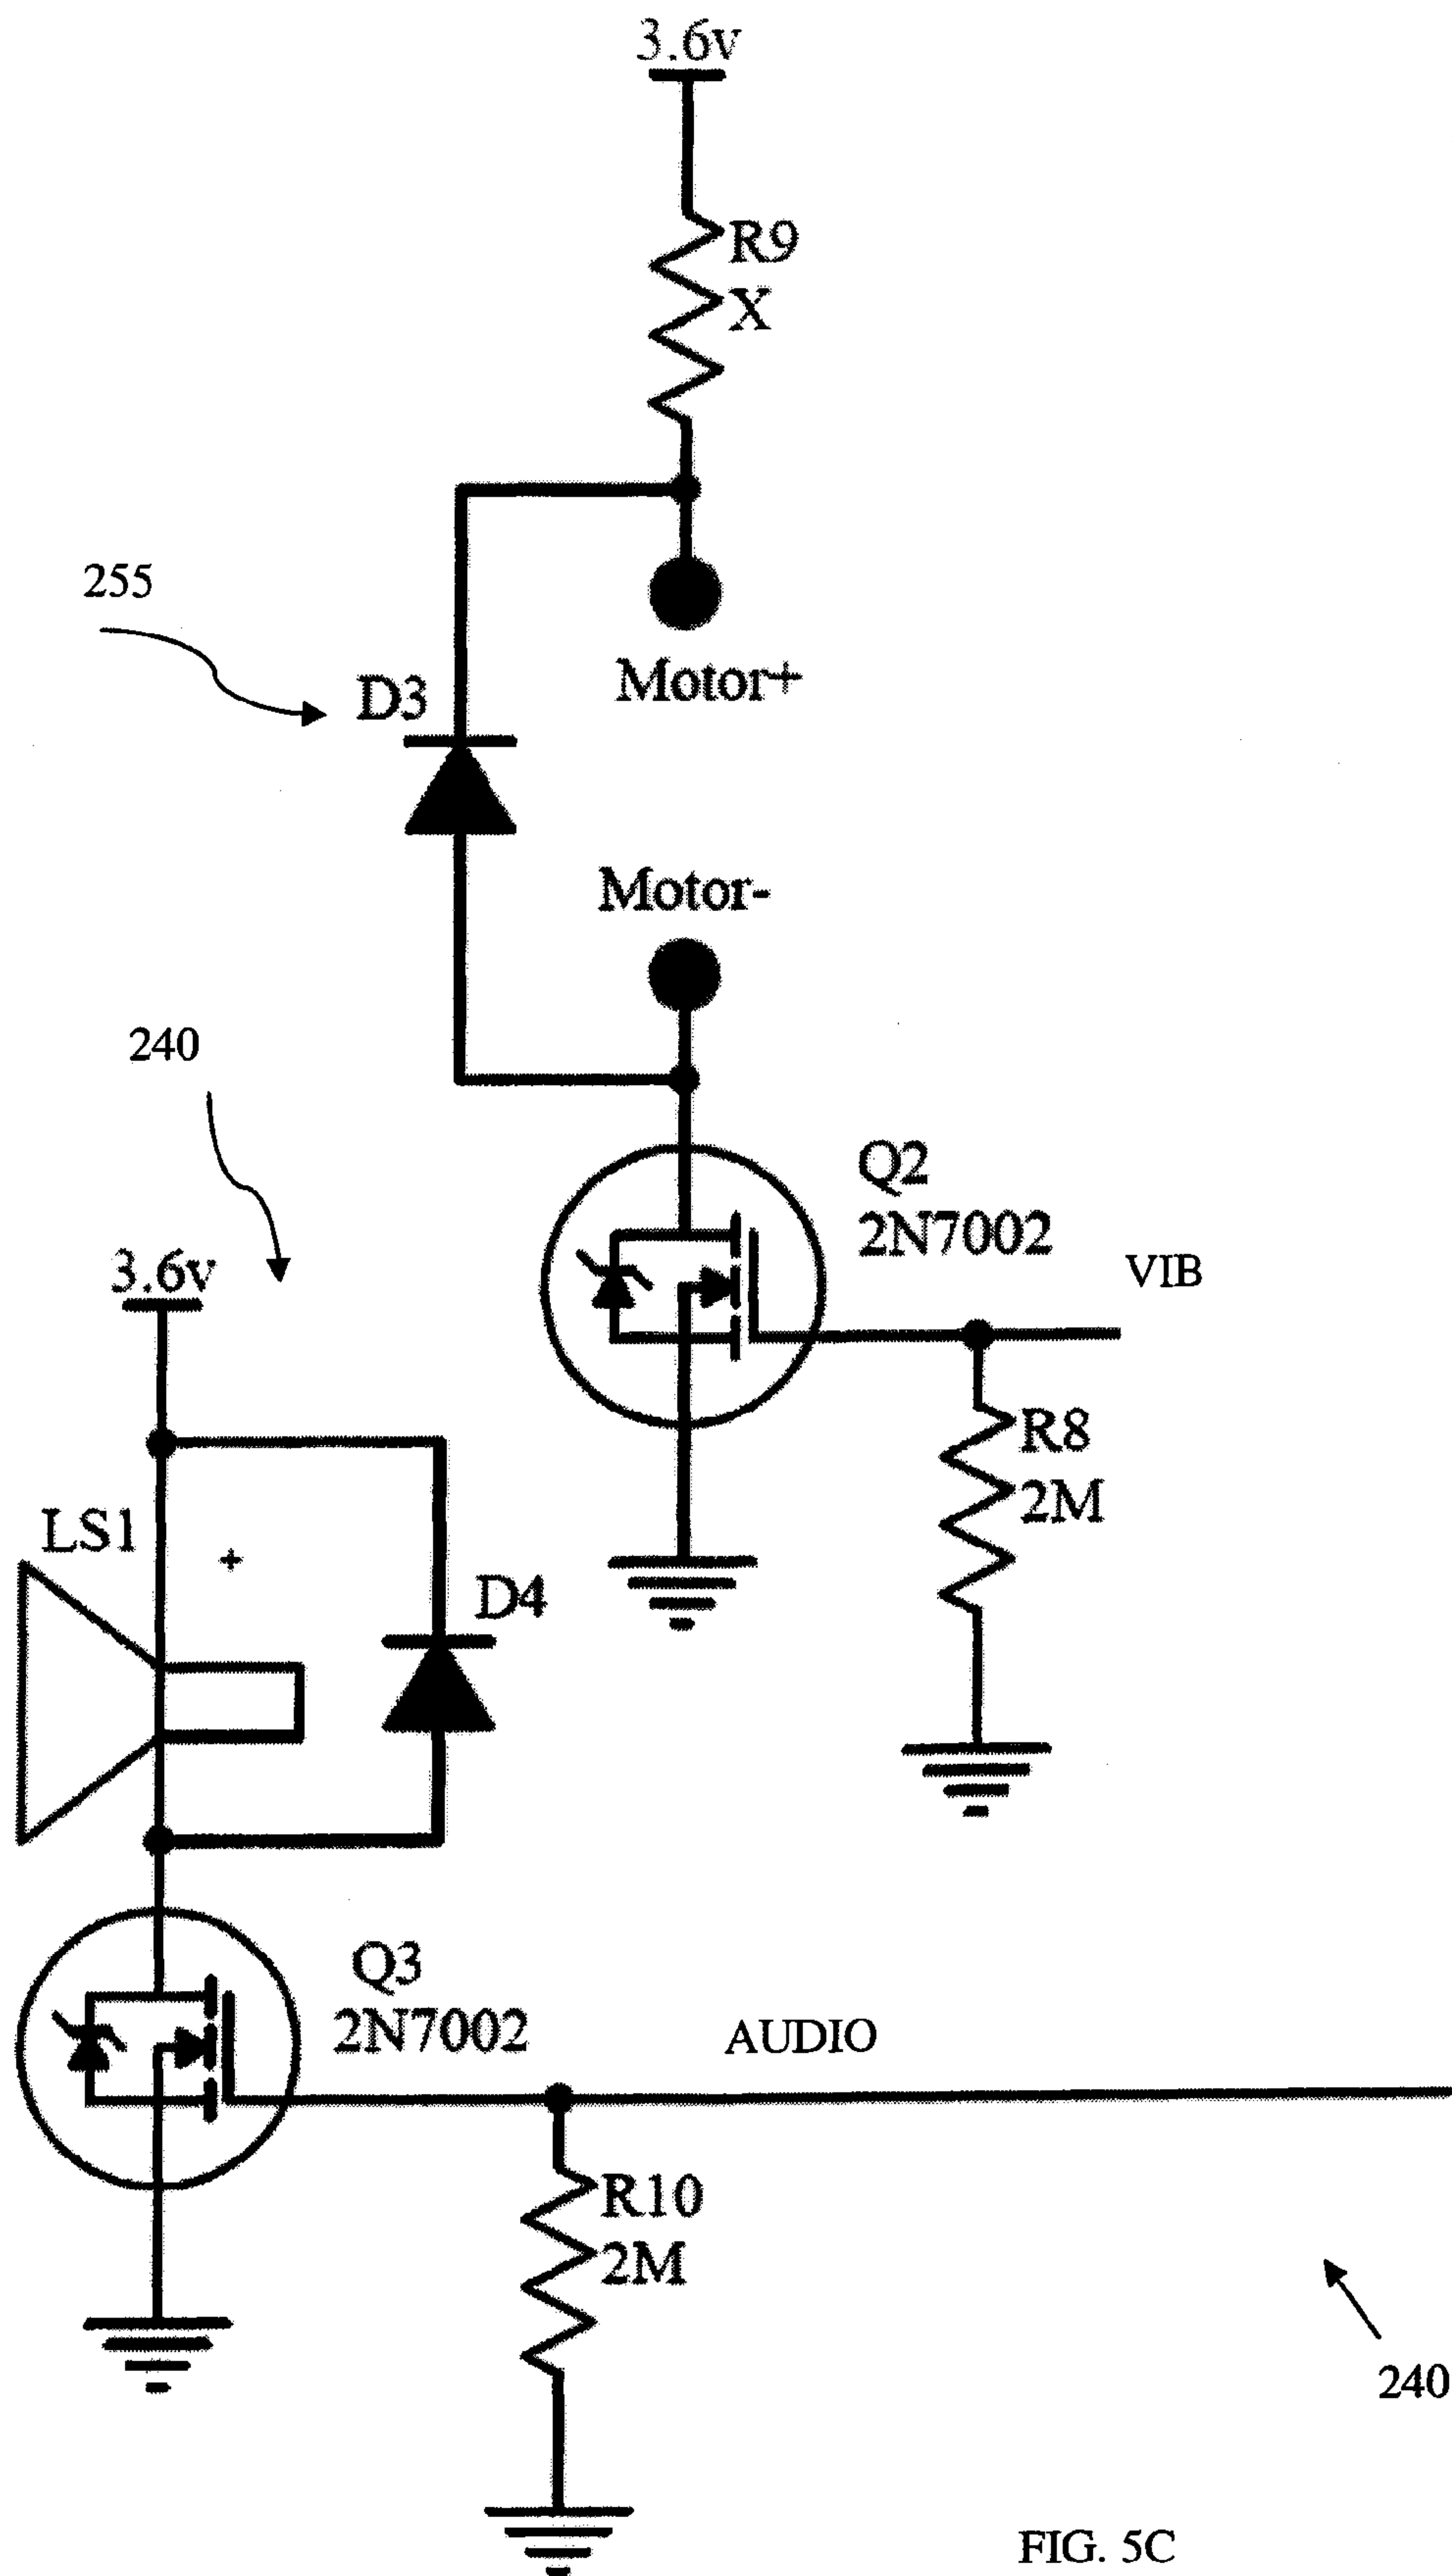 3.6v
R9
X
255
D3
Motor+
Motor-
240
Q2
2N7002
VIB
3.6v
R8
2M
LS1
+
D4
Q3
2N7002
AUDIO
R10
2M
240
FIG. 5C